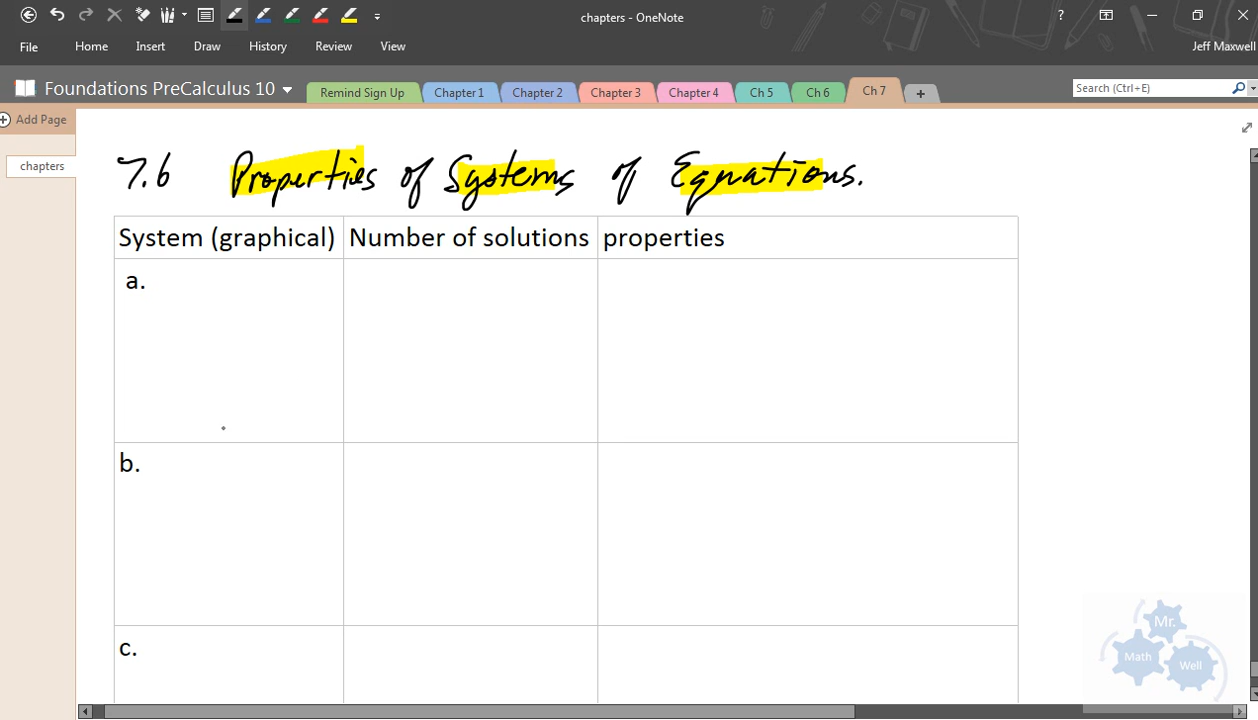 chapters - OneNote
?
File Home Insert Draw History Review View
Jeff Maxwell
Foundations PreCalculus 10
Remind Sign Up Chapter 1 Chapter 2 Chapter 3 Chapter 4 Ch 5 Ch 6 Ch 7 +
Search (Ctrl+E)
Add Page
chapters
7.6 Properties of Systems of Equations.
System (graphical) Number of solutions properties
a.
b.
c.
Mr.
Math
Well